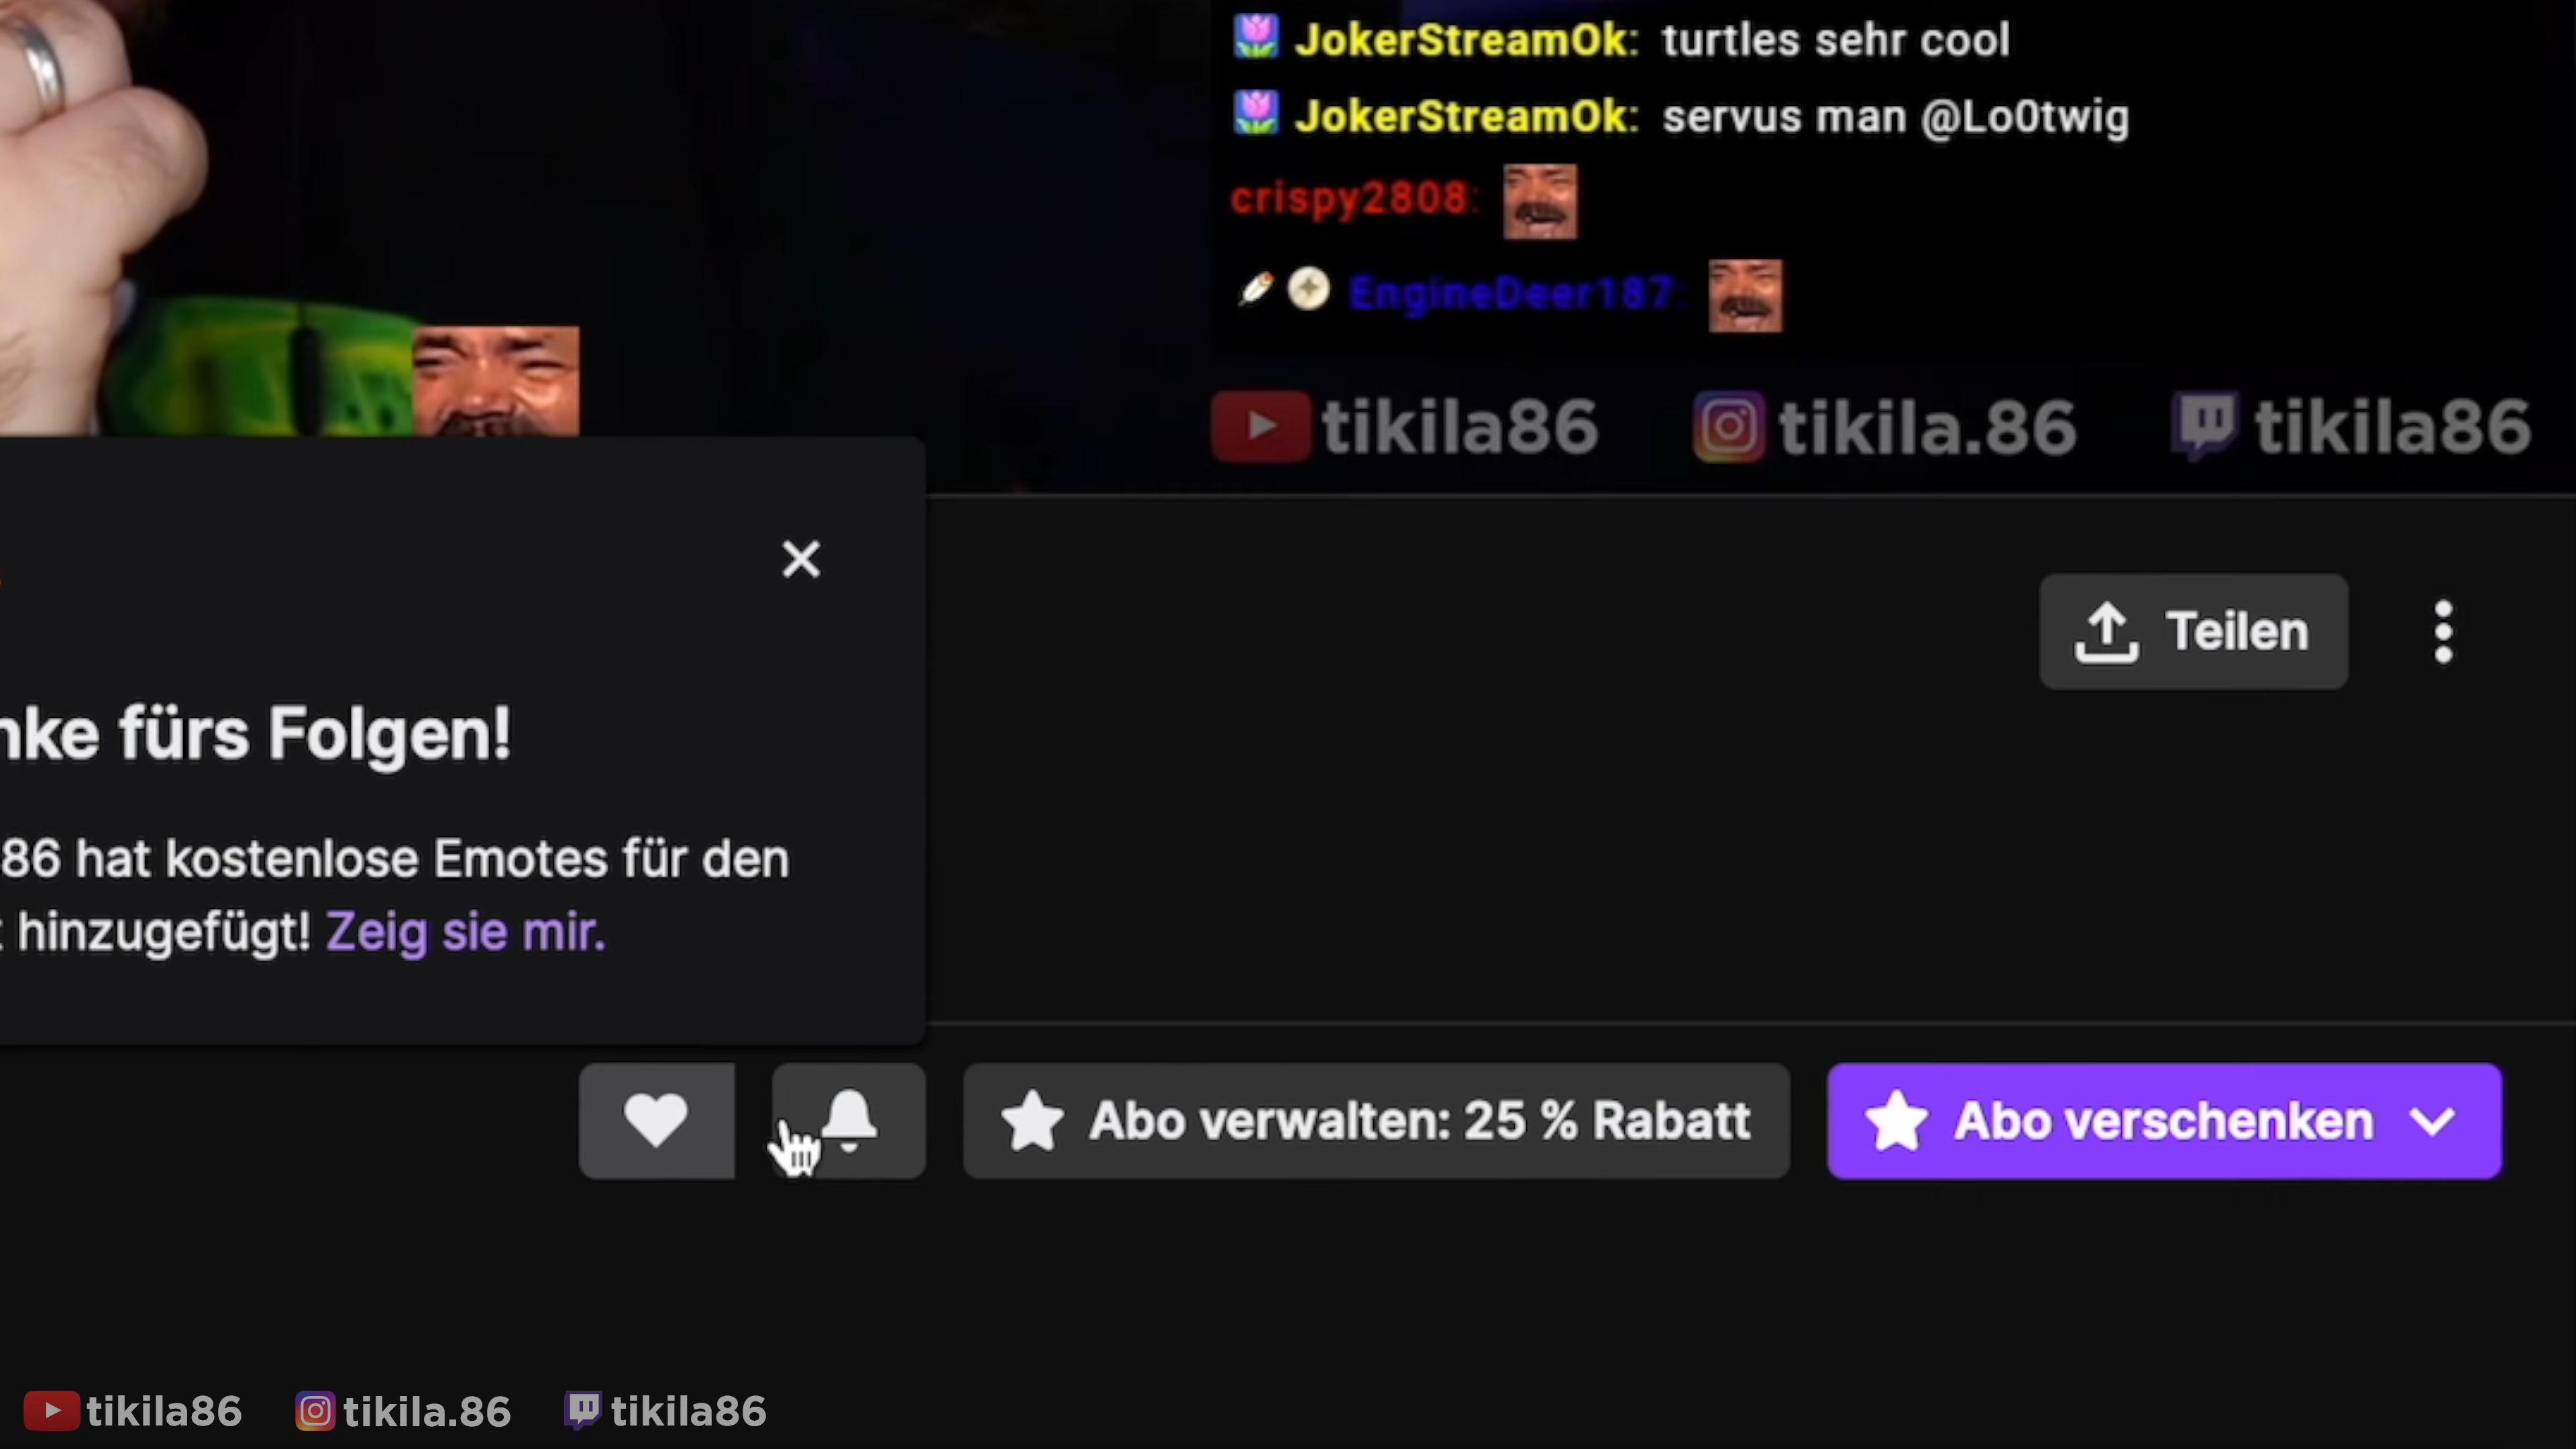 JokerStreamOk: turtles sehr cool
JokerStreamOk: servus man @Lo0twig
crispy2808:
EngineDeer187:
tikila86 tikila.86 tikila86
Teilen
nke fürs Folgen!
86 hat kostenlose Emotes für den
hinzugefügt! Zeig sie mir.
Abo verwalten: 25 % Rabatt
Abo verschenken
tikila86 tikila.86 tikila86